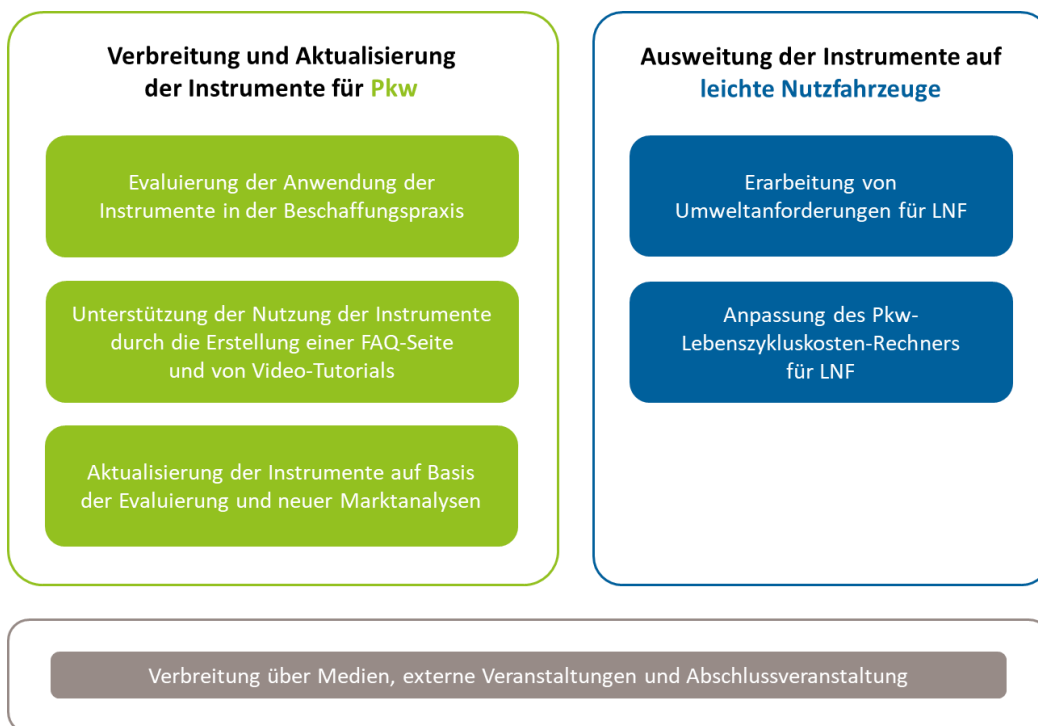 Verbreitung und Aktualisierung
der Instrumente für Pkw
Evaluierung der Anwendung der
Instrumente in der Beschaffungspraxis
Unterstützung der Nutzung der Instrumente
durch die Erstellung einer FAQ-Seite
und von Video-Tutorials
Aktualisierung der Instrumente auf Basis
der Evaluierung und neuer Marktanalysen
Ausweitung der Instrumente auf
leichte Nutzfahrzeuge
Erarbeitung von
Umweltanforderungen für LNF
Anpassung des Pkw-
Lebenszykluskosten-Rechners
für LNF
Verbreitung über Medien, externe Veranstaltungen und Abschlussveranstaltung